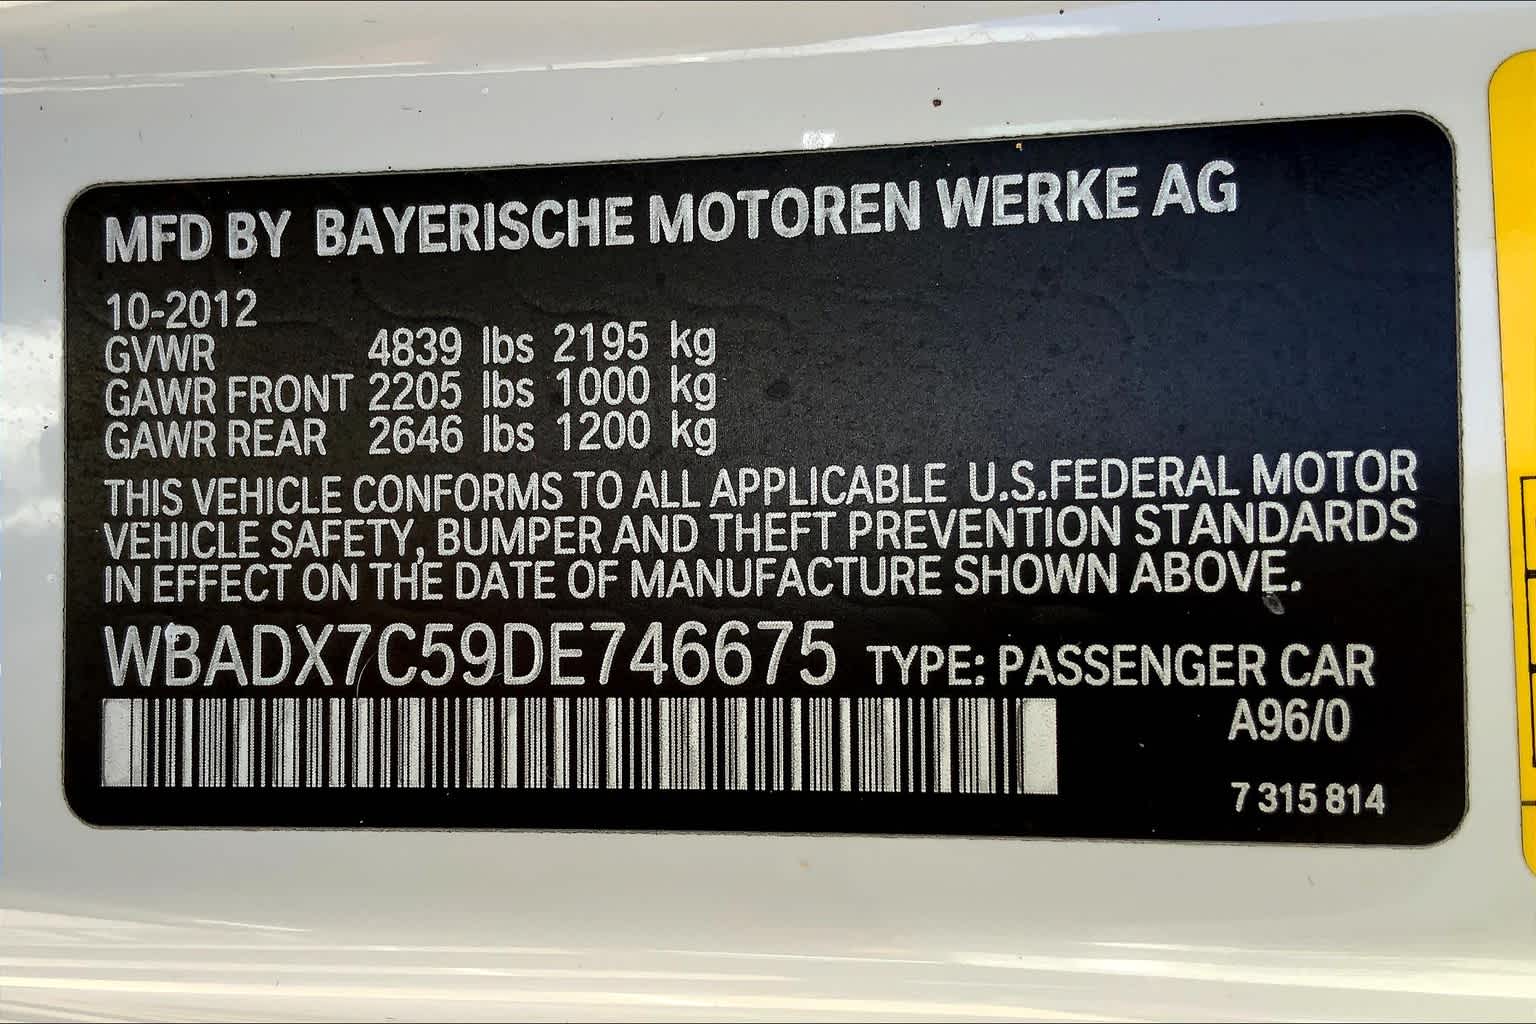 MFD BY BAYERISCHE MOTOREN WERKE AG
10-2012
GVWR 4839 lbs 2195 kg
GAWR FRONT 2205 lbs 1000 kg
GAWR REAR 2646 lbs 1200 kg
THIS VEHICLE CONFORMS TO ALL APPLICABLE U.S.FEDERAL MOTOR
VEHICLE SAFETY, BUMPER AND THEFT PREVENTION STANDARDS
IN EFFECT ON THE DATE OF MANUFACTURE SHOWN ABOVE.
WBADX7C59DE746675 TYPE: PASSENGER CAR
A96/0
7 315 814